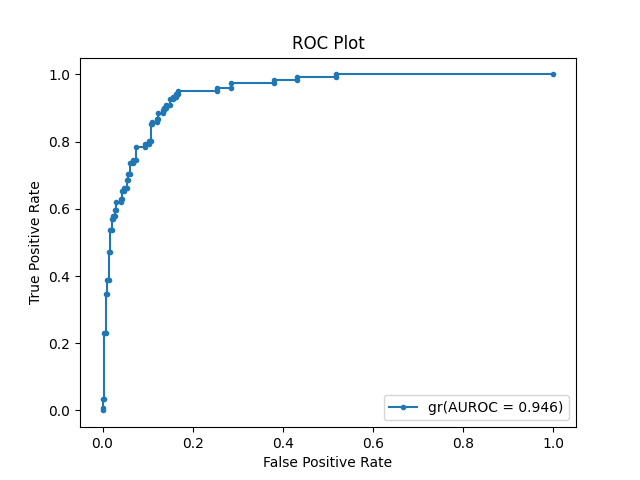 ROC Plot
True Positive Rate
1.0
0.8
0.6
0.4
0.2
0.0
gr(AUROC = 0.946)
0.0 0.2 0.4 0.6 0.8 1.0
False Positive Rate